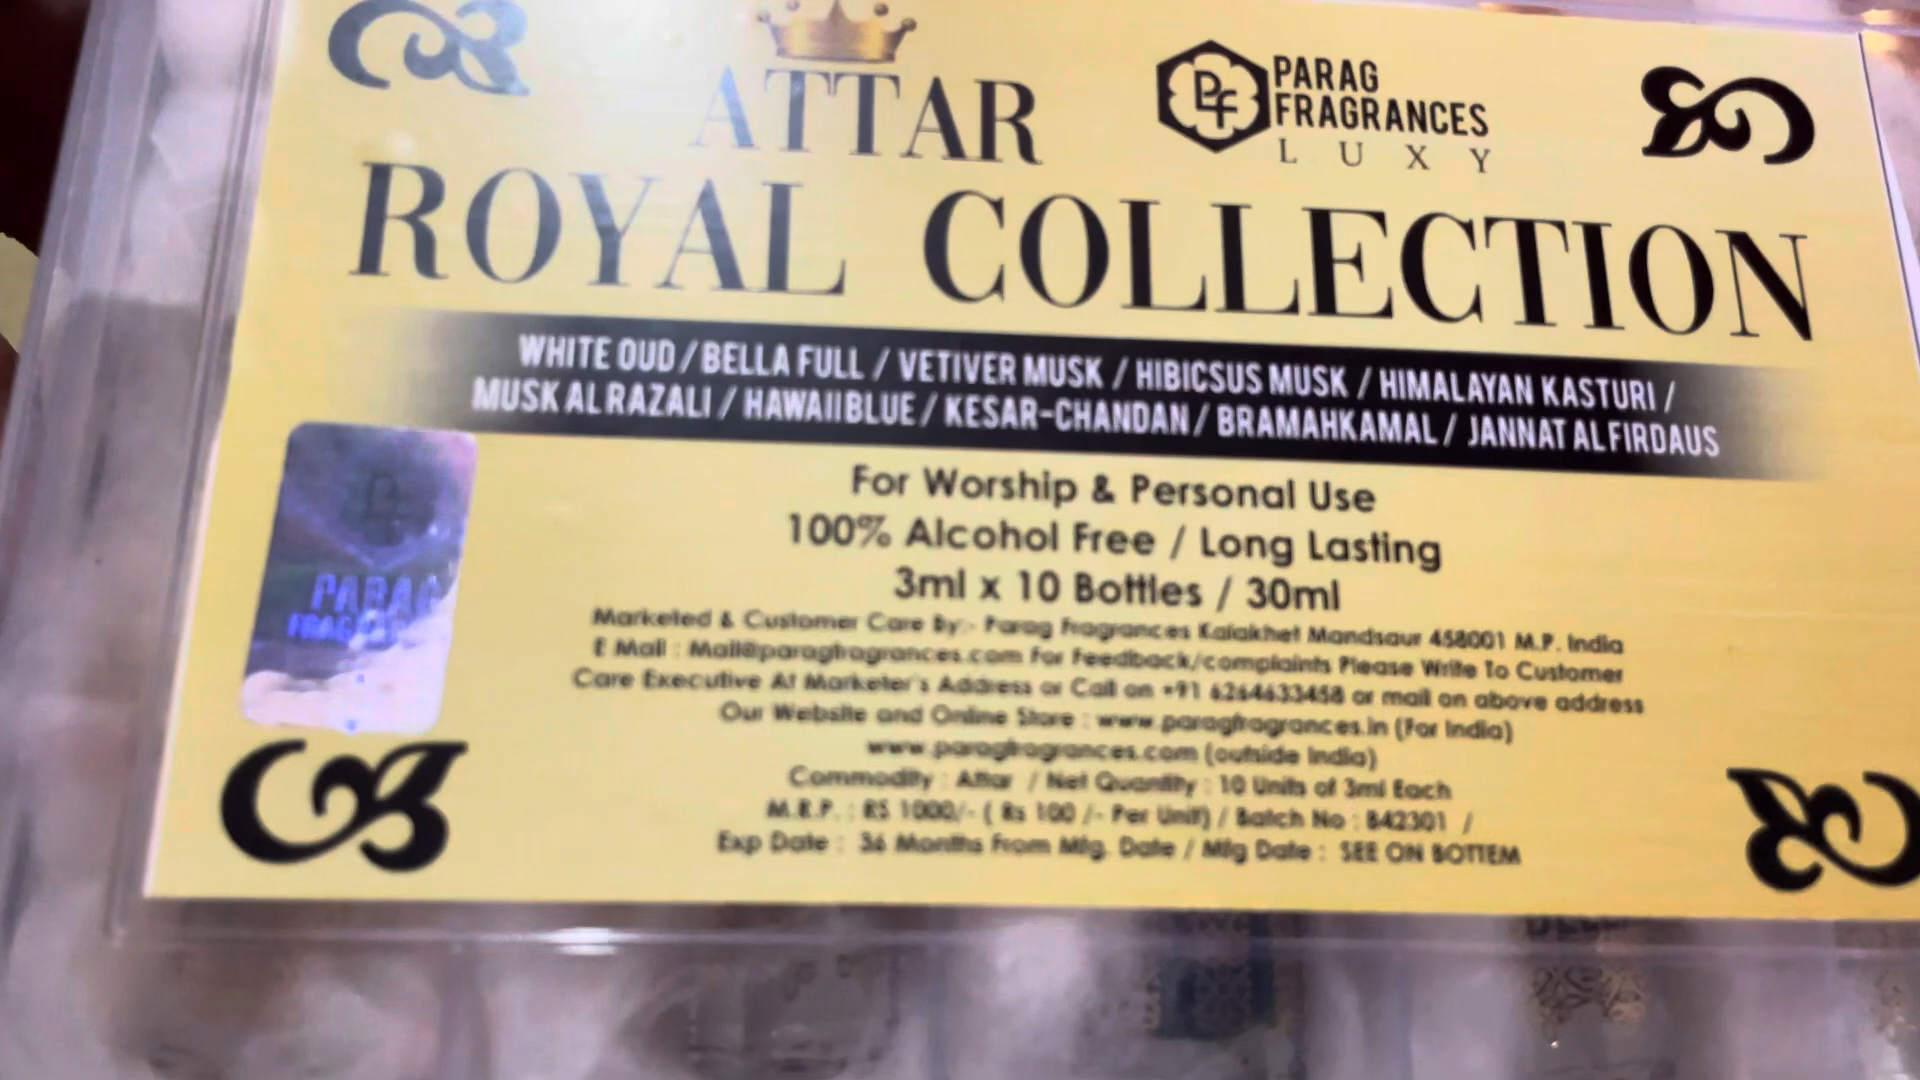 ATTAR
PARAG
FRAGRANCES
LUXY
ROYAL COLLECTION
WHITE OUD / BELLA FULL / VETIVER MUSK / HIBICSUS MUSK / HIMALAYAN KASTURI /
MUSK AL RAZALI / HAWAII BLUE / KESAR-CHANDAN / BRAMAHKAMAL / JANNAT AL FIRDAUS
For Worship & Personal Use
100% Alcohol Free / Long Lasting
3ml x 10 Bottles / 30ml
PARAG
Marketed & Customer Care By:- Parag Fragrances Kalakhet Mandsaur 458001 M.P. India
E Mail : Mail@paragfragrances.com For Feedback/complaints Please Write To Customer
Care Executive At Marketer's Address or Call on +91 6264633458 or mail on above address
Our Website and Online Store : www.paragfragrances.in (For India)
www.paragfragrances.com (outside India)
Commodity : Attar / Net Quantity : 10 Units of 3ml Each
M.R.P. : RS 1000/- ( Rs 100 /- Per Unit) / Batch No : B42301 /
Exp Date : 36 Months From Mfg. Date / Mfg Date : SEE ON BOTTEM